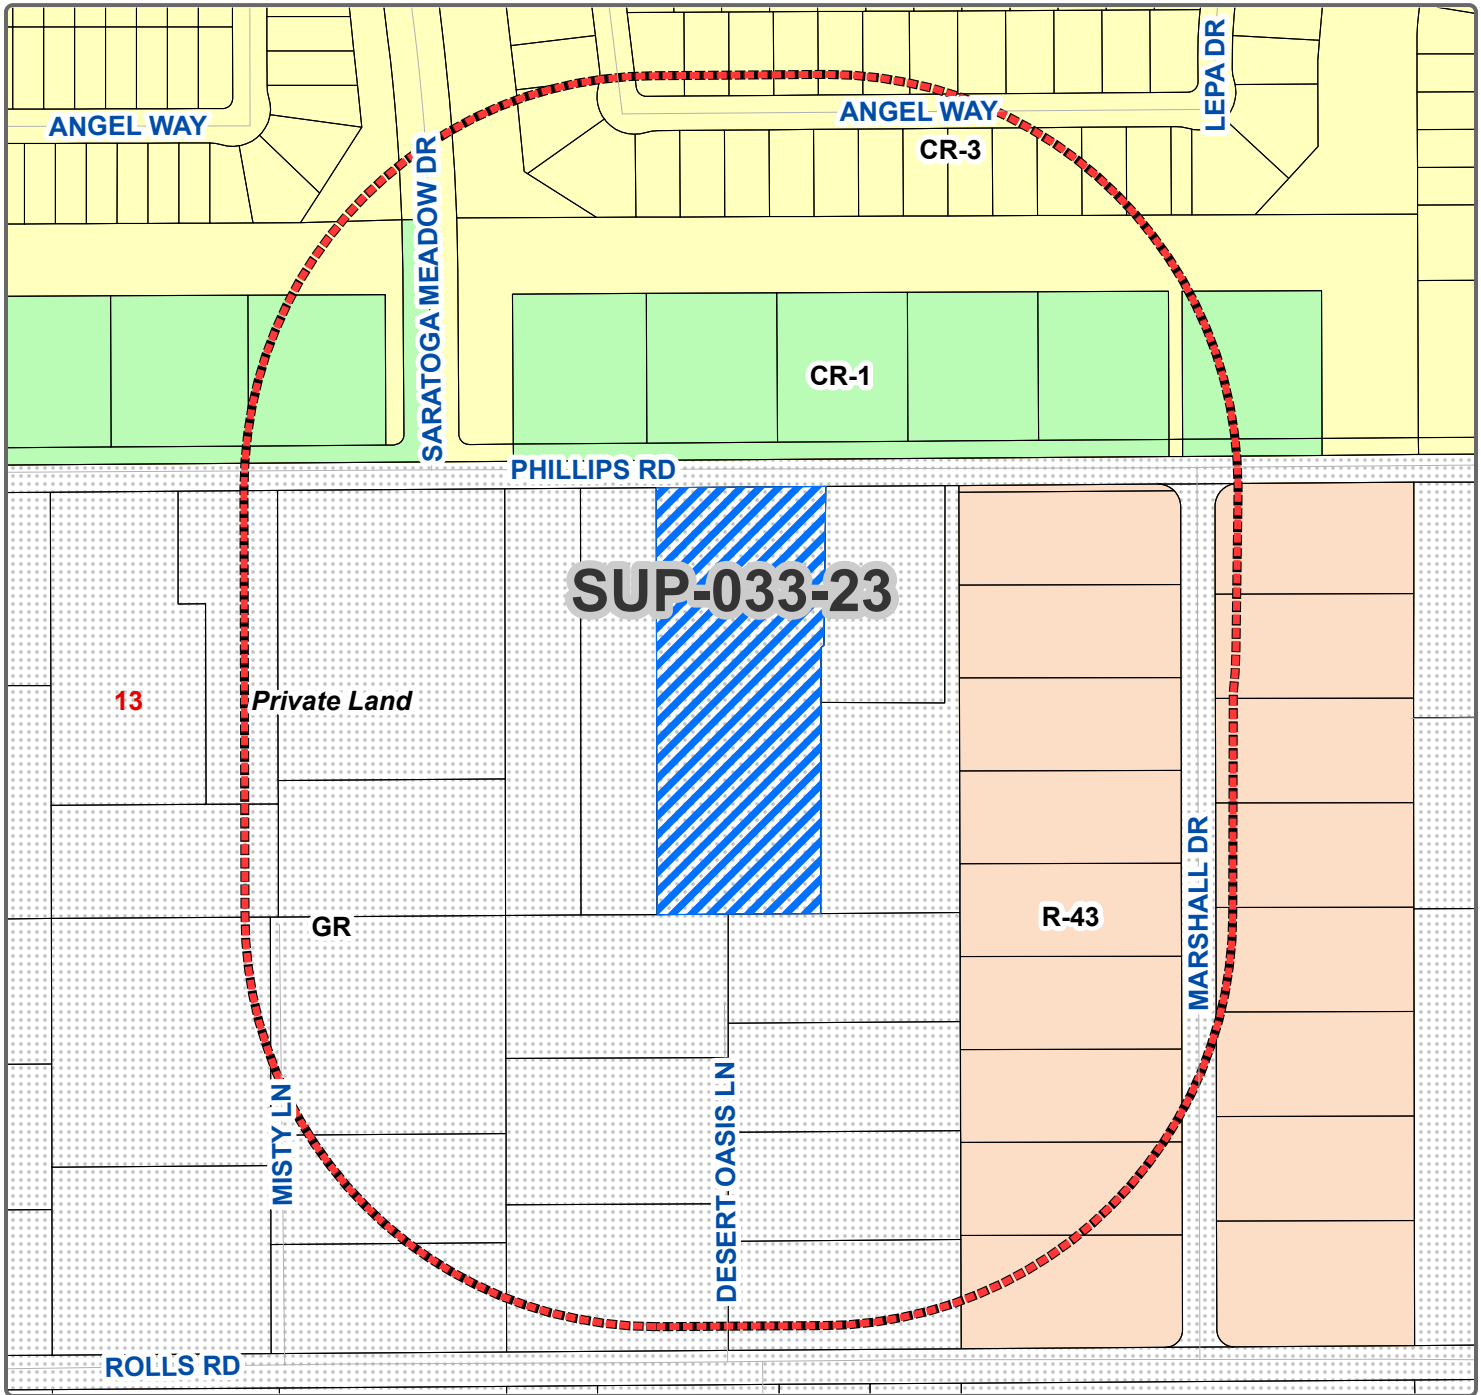 LEPA DR
ANGEL WAY
ANGEL WAY
CR-3
SARATOGA MEADOW DR
CR-1
PHILLIPS RD
SUP-033-23
13
Private Land
MARSHALL DR
R-43
GR
MISTY LN
DESERT OASIS LN
ROLLS RD